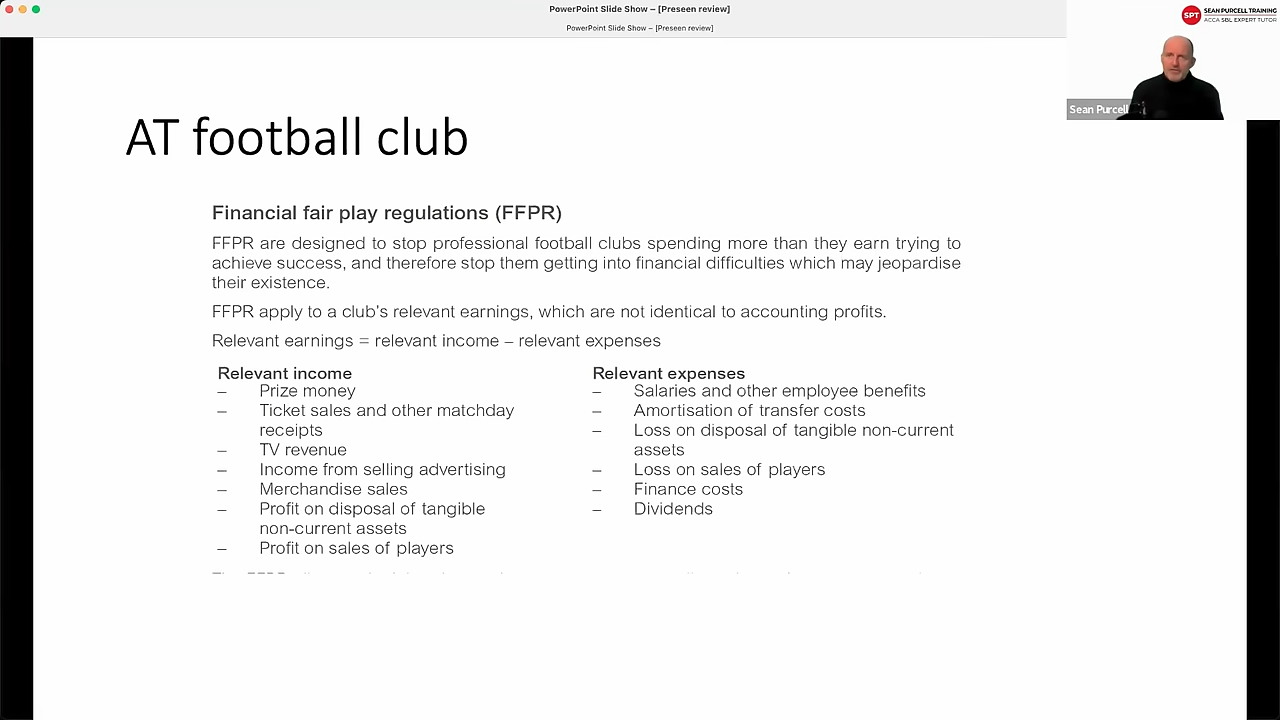 PowerPoint Slide Show – [Preseen review]
PowerPoint Slide Show – [Preseen review]
SPT
SEAN PURCELL TRAINING
ACCA SBL EXPERT TUTOR
Sean Purcell
AT football club
Financial fair play regulations (FFPR)
FFPR are designed to stop professional football clubs spending more than they earn trying to
achieve success, and therefore stop them getting into financial difficulties which may jeopardise
their existence.
FFPR apply to a club's relevant earnings, which are not identical to accounting profits.
Relevant earnings = relevant income – relevant expenses
Relevant income
– Prize money
– Ticket sales and other matchday
receipts
– TV revenue
– Income from selling advertising
– Merchandise sales
– Profit on disposal of tangible
non-current assets
– Profit on sales of players
Relevant expenses
– Salaries and other employee benefits
– Amortisation of transfer costs
– Loss on disposal of tangible non-current
assets
– Loss on sales of players
– Finance costs
– Dividends